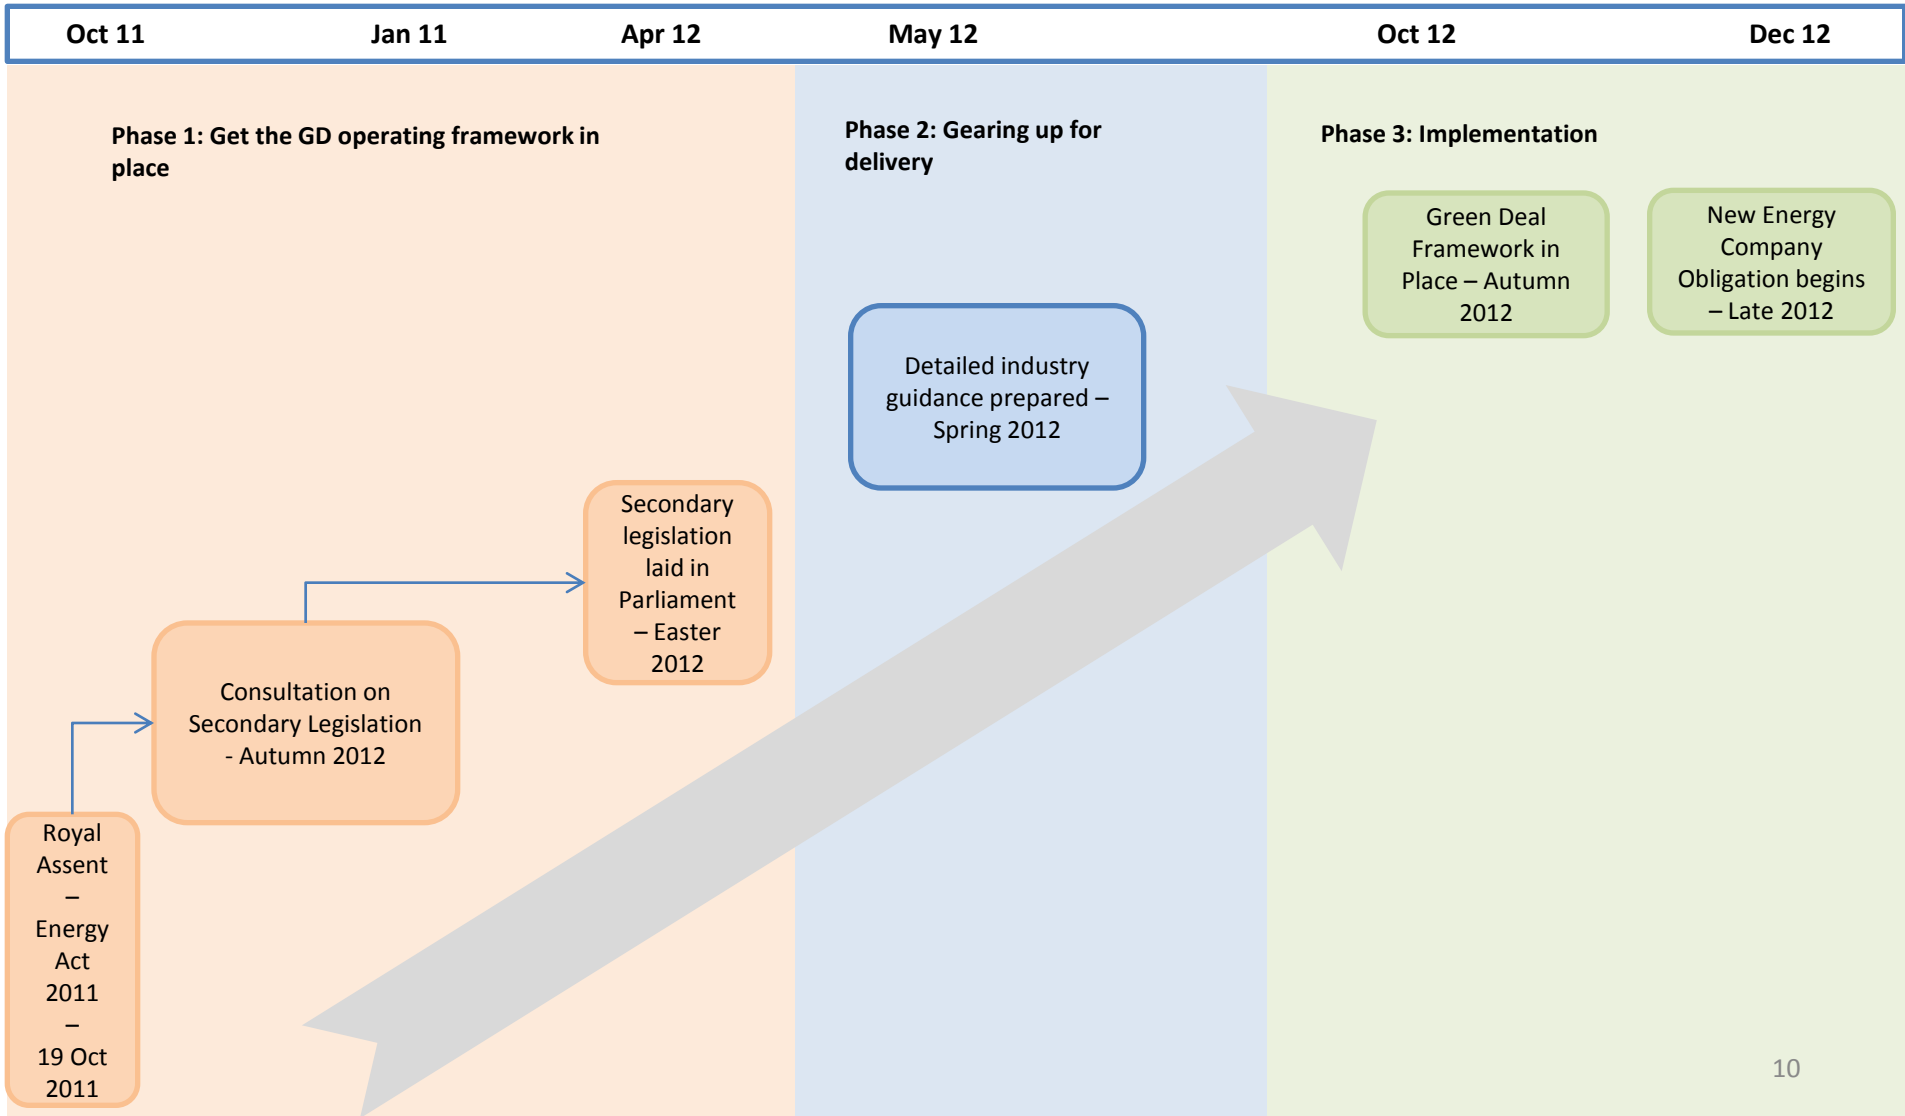 Oct 11
Jan 11
Apr 12
May 12
Oct 12
Dec 12
Phase 1: Get the GD operating framework in
place
Phase 2: Gearing up for
delivery
Phase 3: Implementation
Green Deal
Framework in
Place – Autumn
2012
New Energy
Company
Obligation begins
– Late 2012
Detailed industry
guidance prepared –
Spring 2012
Secondary
legislation
laid in
Parliament
– Easter
2012
Consultation on
Secondary Legislation
- Autumn 2012
Royal
Assent
–
Energy
Act
2011
–
19 Oct
2011
10